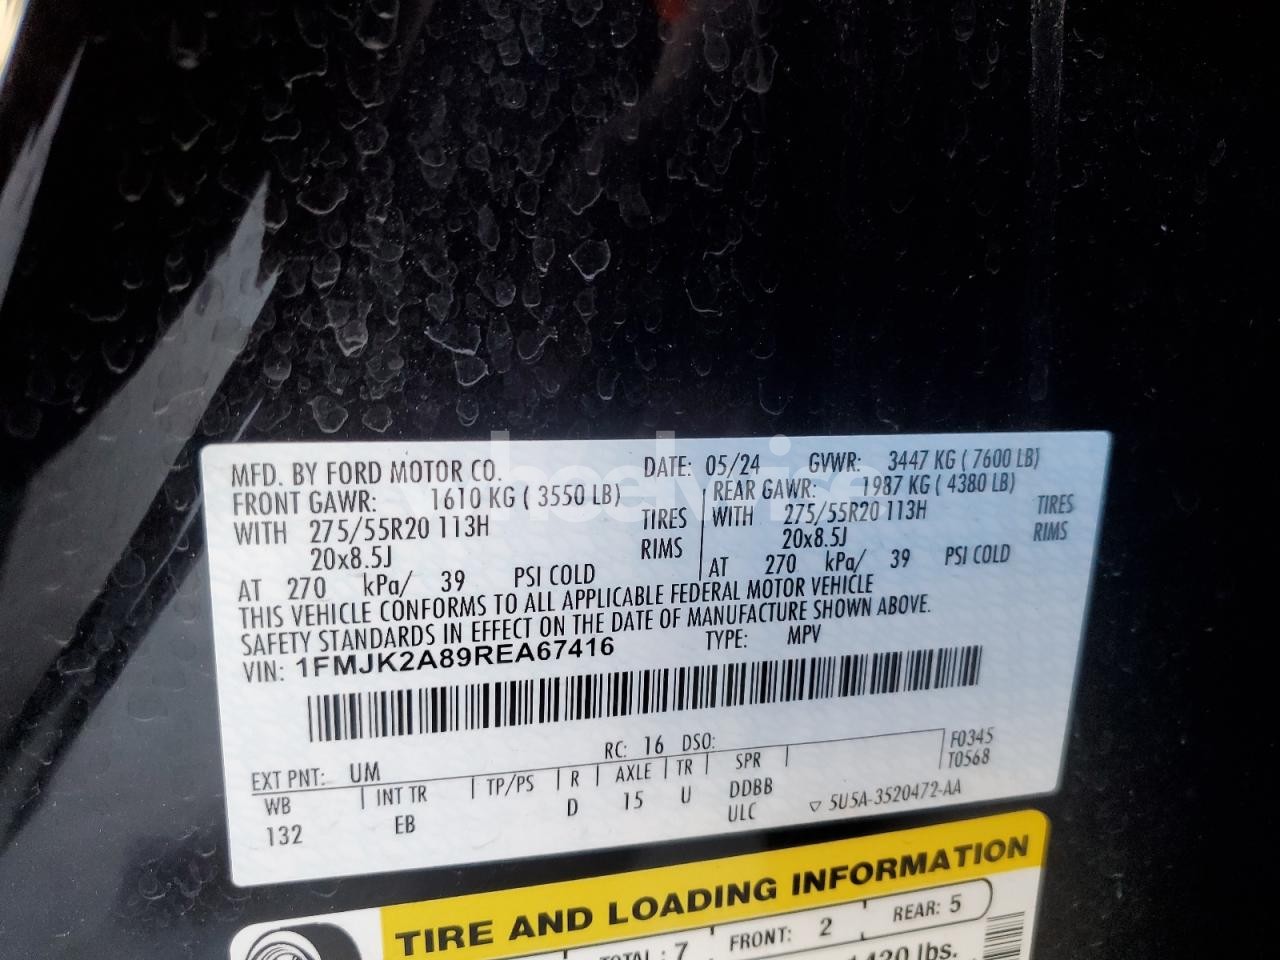 MFD. BY FORD MOTOR CO. DATE: 05/24 GVWR: 3447 KG ( 7600 LB)
FRONT GAWR: 1610 KG ( 3550 LB) REAR GAWR: 1987 KG ( 4380 LB)
WITH 275/55R20 113H TIRES WITH 275/55R20 113H TIRES
20x8.5J RIMS 20x8.5J RIMS
AT 270 kPa/ 39 PSI COLD AT 270 kPa/ 39 PSI COLD
THIS VEHICLE CONFORMS TO ALL APPLICABLE FEDERAL MOTOR VEHICLE
SAFETY STANDARDS IN EFFECT ON THE DATE OF MANUFACTURE SHOWN ABOVE.
VIN: 1FMJK2A89REA67416 TYPE: MPV
RC: 16 DSO: F0345
EXT PNT: UM T0568
WB INT TR TP/PS R AXLE TR SPR
132 EB D 15 U DDBB
ULC ▽ 5U5A-3520472-AA
TIRE AND LOADING INFORMATION
TOTAL : 7 FRONT: 2 REAR: 5
1420 lbs.
wheelwise